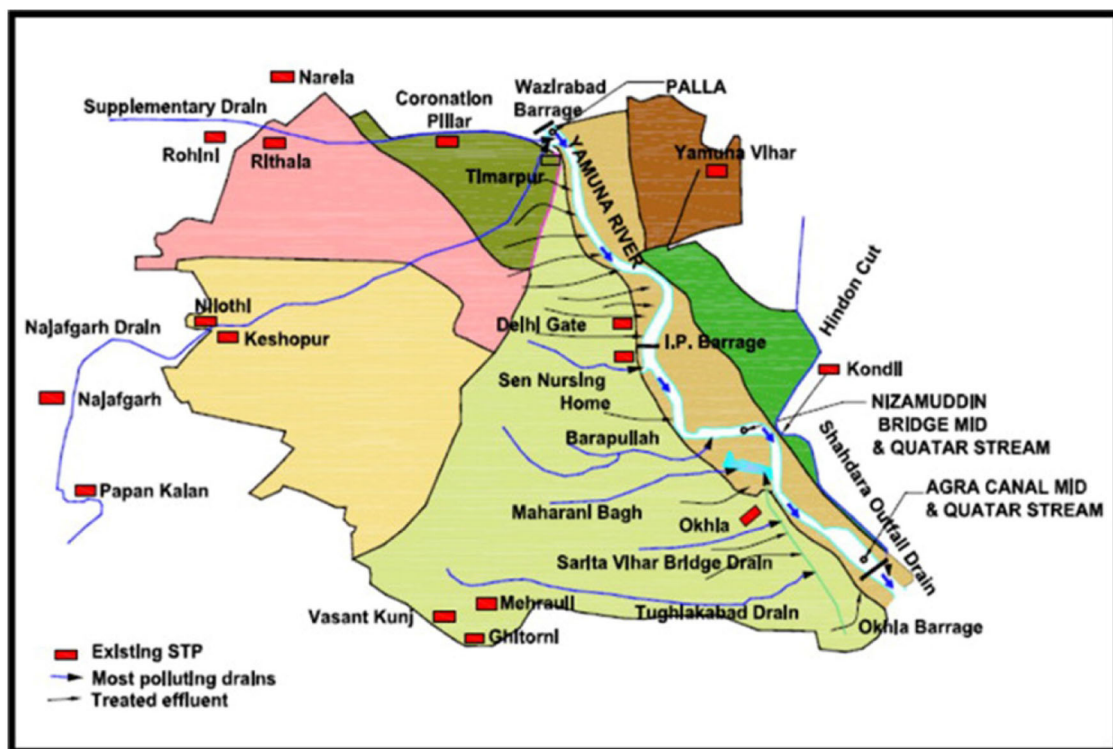 Narela
Wazirabad
Barrage
PALLA
Supplementary Drain
Coronation
Pillar
Rohini
Rithala
Timarpur
Yamuna Vihar
YAMUNA RIVER
Hindon Cut
Nilothi
Najafgarh Drain
Keshopur
Delhi Gate
I.P. Barrage
Kondli
Najafgarh
Sen Nursing
Home
NIZAMUDDIN
BRIDGE MID
& QUATAR STREAM
Barapullah
Shahdara Outfall Drain
AGRA CANAL MID
& QUATAR STREAM
Papan Kalan
Maharani Bagh
Okhla
Sarita Vihar Bridge Drain
Mehrauli
Tughlakabad Drain
Vasant Kunj
Ghitorni
Okhla Barrage
Existing STP
Most polluting drains
Treated effluent